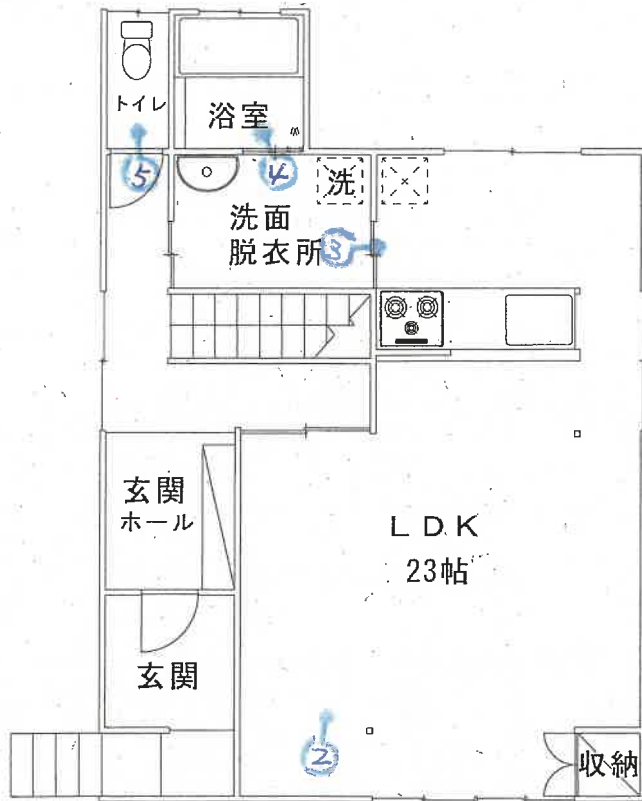 トイレ
浴室
⑤
④
洗
洗面
脱衣所
③
玄関
ホール
LDK
23帖
玄関
②
収納